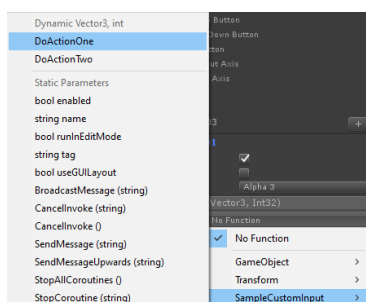 Dynamic Vector3, int
DoActionOne
DoActionTwo
Static Parameters
bool enabled
string name
bool runInEditMode
string tag
bool useGUILayout
BroadcastMessage (string)
CancelInvoke (string)
CancelInvoke ()
SendMessage (string)
SendMessageUpwards (string)
StopAllCoroutines ()
StopCoroutine (string)
Button
Down Button
ut Axis
Axis
3
+
1
Alpha 3
Vector3, Int32)
No Function
No Function
GameObject
Transform
SampleCustomInput